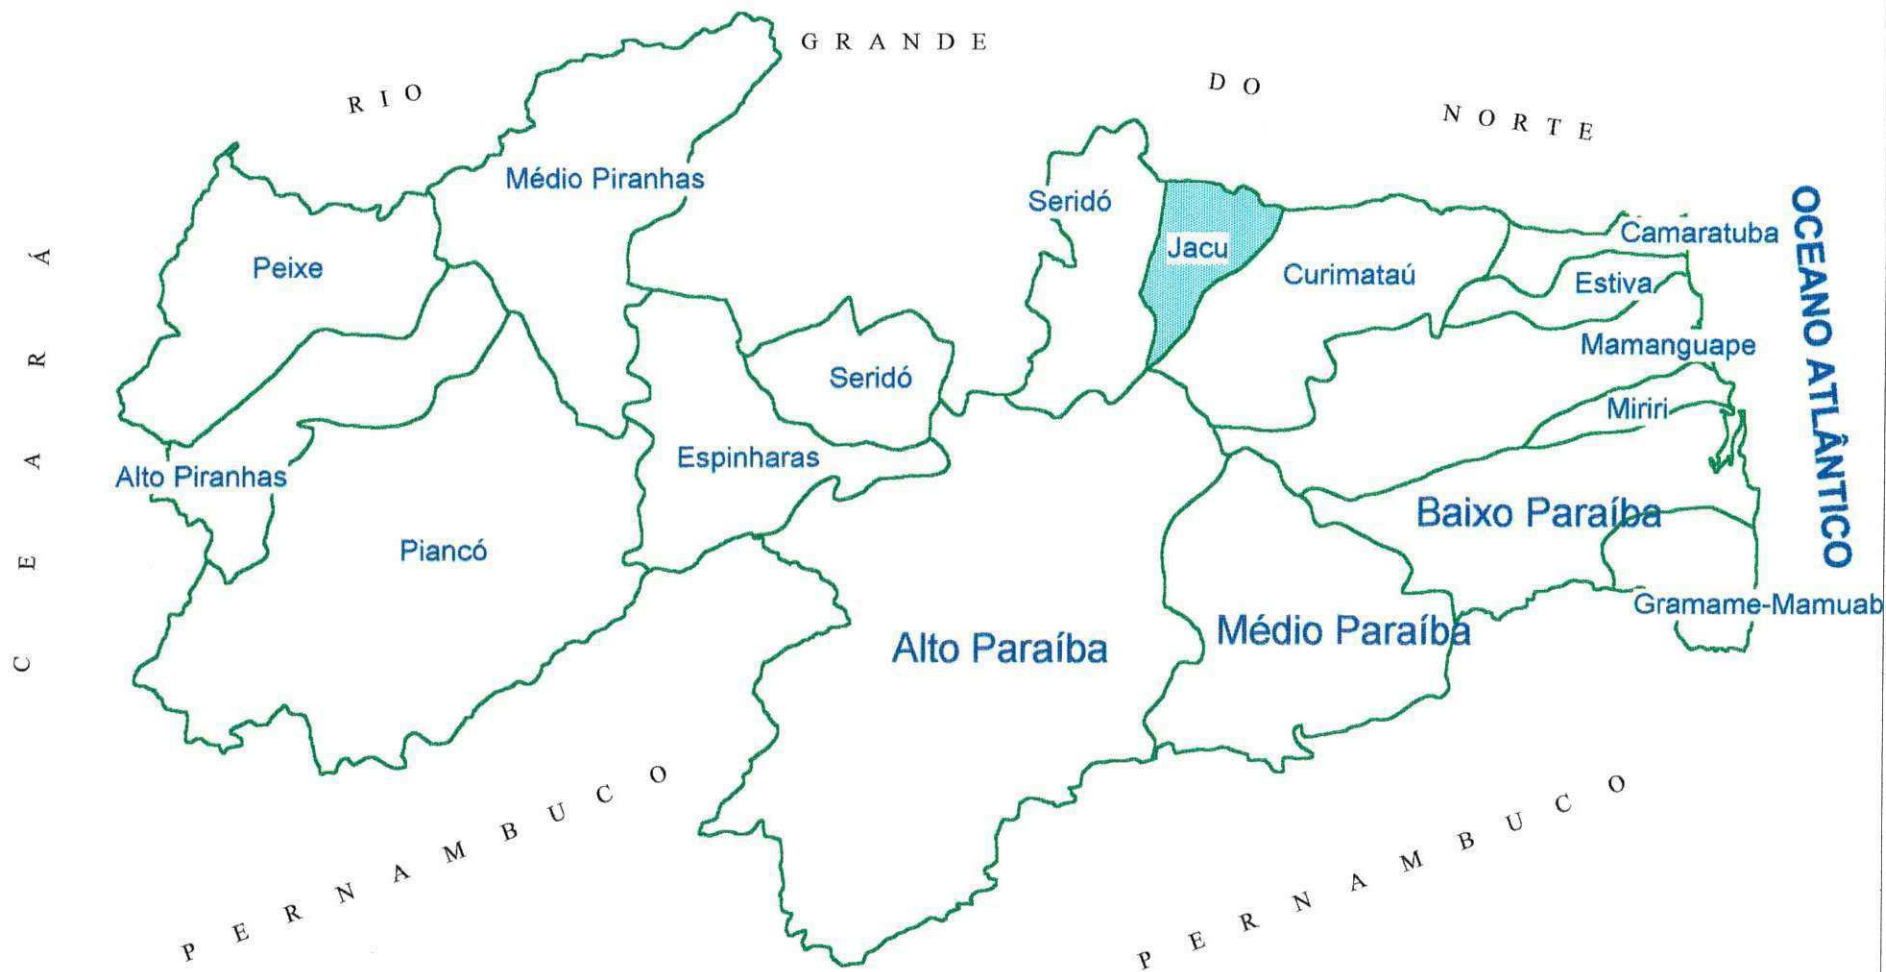 RIO GRANDE DO NORTE
Médio Piranhas
Seridó
Camaratuba
Peixe
Jacu
Curimataú
Estiva
Mamanguape
Seridó
Miriri
Alto Piranhas
Espinharas
Baixo Paraíba
Piancó
Gramame-Mamuab
Alto Paraíba
Médio Paraíba
OCEANO ATLÂNTICO
CEARÁ
PERNAMBUCO
PERNAMBUCO